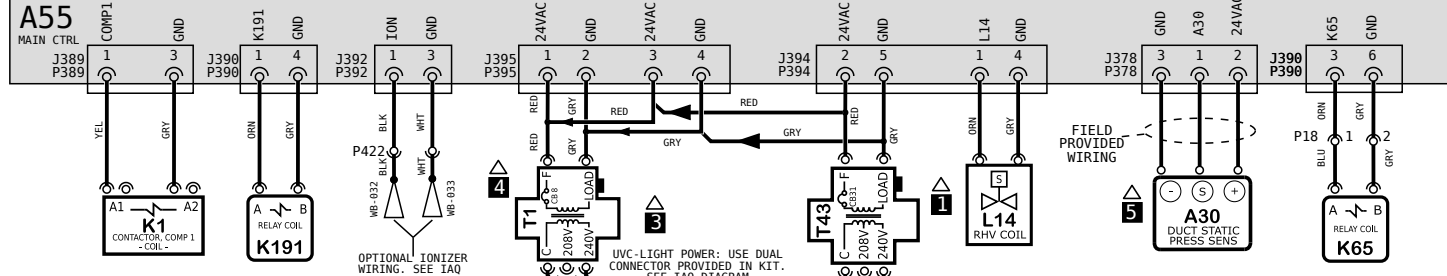 A55
MAIN CTRL
COMP1
GND
K191
GND
ION
GND
24VAC
GND
24VAC
GND
24VAC
GND
L14
GND
GND
A30
24VAC
K65
GND
J389
P389
1
3
J390
P390
1
4
J392
P392
1
3
J395
P395
1
2
3
4
J394
P394
2
5
1
4
J378
P378
3
1
2
J390
P390
3
6
YEL
GRY
ORN
GRY
BLK
WHT
RED
GRY
RED
RED
RED
GRY
ORN
GRY
ORN
GRY
P422
BLK
WHT
RED
GRY
GRY
GRY
FIELD
PROVIDED
WIRING
P18
1
2
BLU
GRY
WB-032
WB-033
4
3
1
5
A1
A2
K1
CONTACTOR, COMP 1
- COIL -
A
B
RELAY COIL
K191
OPTIONAL IONIZER
WIRING. SEE IAQ
T1
F
CB8
LOAD
C
208V
240V
UVC-LIGHT POWER: USE DUAL
CONNECTOR PROVIDED IN KIT.
SEE IAQ DIAGRAM
T43
F
CB31
LOAD
C
208V
240V
S
L14
RHV COIL
-
S
+
A30
DUCT STATIC
PRESS SENS
A
B
RELAY COIL
K65